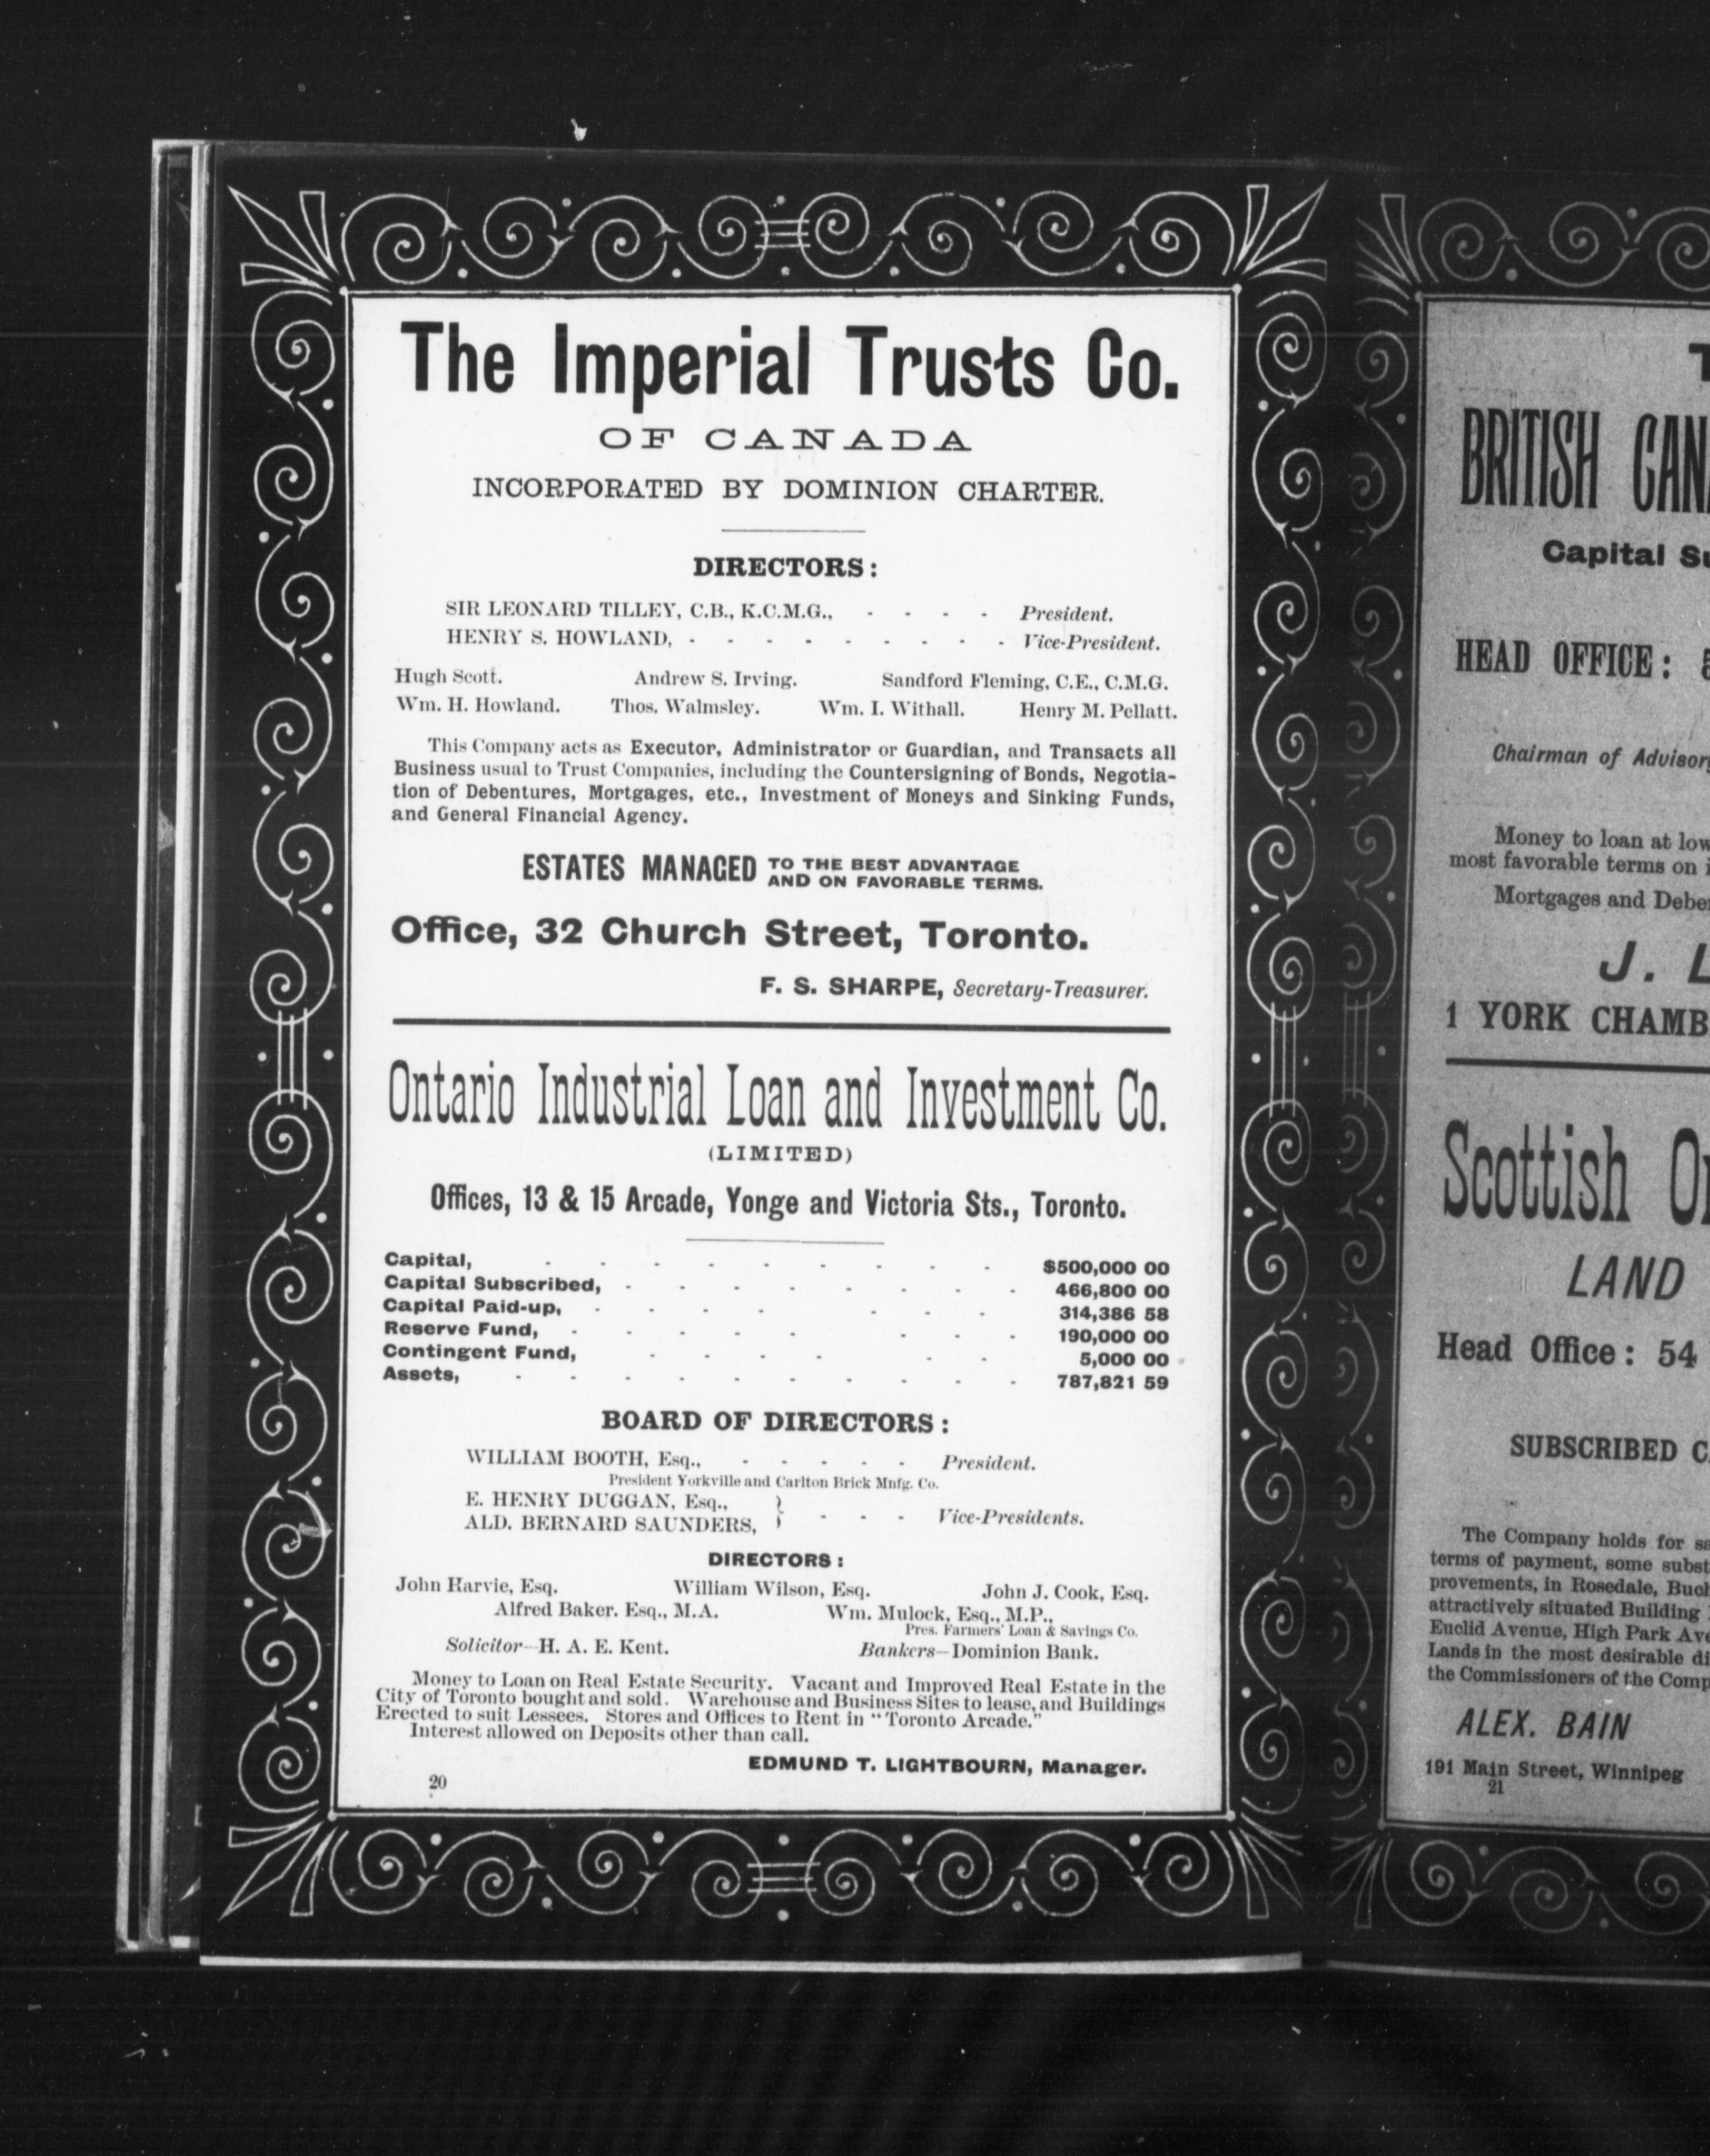 The Imperial Trusts Co.
OF CANADA
INCORPORATED BY DOMINION CHARTER.
DIRECTORS:
SIR LEONARD TILLEY, C.B., K.C.M.G., - - - - President.
HENRY S. HOWLAND, - - - - - - - - - Vice-President.
Hugh Scott. Andrew S. Irving. Sandford Fleming, C.E., C.M.G.
Wm. H. Howland. Thos. Walmsley. Wm. I. Withall. Henry M. Pellatt.
This Company acts as Executor, Administrator or Guardian, and Transacts all
Business usual to Trust Companies, including the Countersigning of Bonds, Negotia-
tion of Debentures, Mortgages, etc., Investment of Moneys and Sinking Funds,
and General Financial Agency.
ESTATES MANAGED TO THE BEST ADVANTAGE
AND ON FAVORABLE TERMS.
Office, 32 Church Street, Toronto.
F. S. SHARPE, Secretary-Treasurer.
Ontario Industrial Loan and Investment Co.
(LIMITED)
Offices, 13 & 15 Arcade, Yonge and Victoria Sts., Toronto.
Capital, - - - - - - - - - $500,000 00
Capital Subscribed, - - - - - - - - 466,800 00
Capital Paid-up, - - - - - - - 314,386 58
Reserve Fund, - - - - - - - - 190,000 00
Contingent Fund, - - - - - - 5,000 00
Assets, - - - - - - - - - - 787,821 59
BOARD OF DIRECTORS:
WILLIAM BOOTH, Esq., - - - - - President.
President Yorkville and Carlton Brick Mnfg. Co.
E. HENRY DUGGAN, Esq.,
ALD. BERNARD SAUNDERS, } - - - Vice-Presidents.
DIRECTORS:
John Harvie, Esq. William Wilson, Esq. John J. Cook, Esq.
Alfred Baker. Esq., M.A. Wm. Mulock, Esq., M.P.,
Pres. Farmers' Loan & Savings Co.
Solicitor—H. A. E. Kent. Bankers—Dominion Bank.
Money to Loan on Real Estate Security. Vacant and Improved Real Estate in the
City of Toronto bought and sold. Warehouse and Business Sites to lease, and Buildings
Erected to suit Lessees. Stores and Offices to Rent in "Toronto Arcade."
Interest allowed on Deposits other than call.
EDMUND T. LIGHTBOURN, Manager.
20
BRITISH
Capital
HEAD OFFICE:
Chairman of
Money to loan at low
most favorable terms on
Mortgages and
J.
1 YORK
Scottish
LAND
Head Office: 54
SUBSCRIBED
The Company holds for
terms of payment, some
provements, in Rosedale,
attractively situated Building
Euclid Avenue, High Park
Lands in the most desirable
the Commissioners of the
ALEX. BAIN
191 Main Street, Winnipeg
21